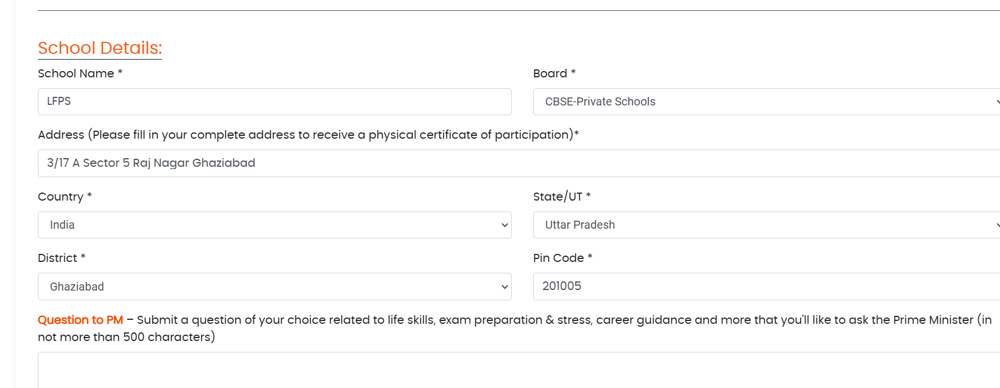 School Details:
School Name *
Board *
LFPS
CBSE-Private Schools
Address (Please fill in your complete address to receive a physical certificate of participation)*
3/17 A Sector 5 Raj Nagar Ghaziabad
Country *
State/UT *
India
Uttar Pradesh
District *
Pin Code *
Ghaziabad
201005
Question to PM – Submit a question of your choice related to life skills, exam preparation & stress, career guidance and more that you'll like to ask the Prime Minister (in
not more than 500 characters)